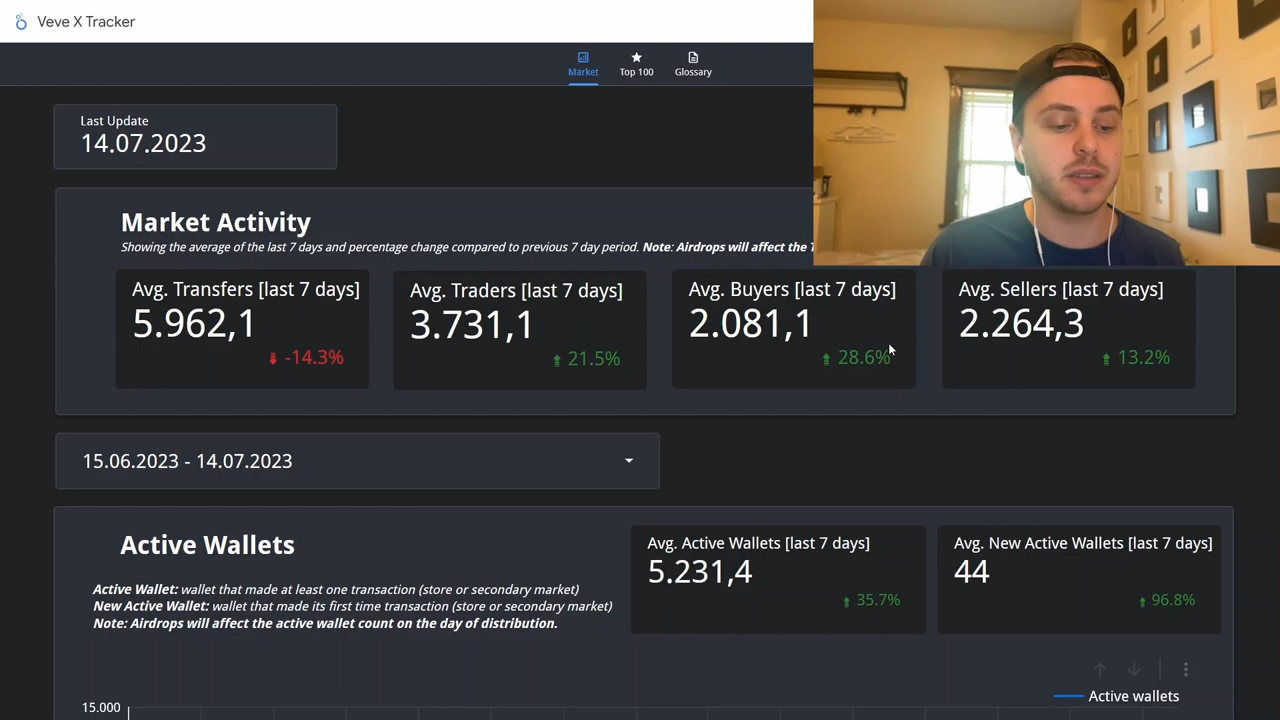 Veve X Tracker
Market
Top 100
Glossary
Last Update
14.07.2023
Market Activity
Showing the average of the last 7 days and percentage change compared to previous 7 day period. Note: Airdrops will affect the
Avg. Transfers [last 7 days]
5.962,1
-14.3%
Avg. Traders [last 7 days]
3.731,1
21.5%
Avg. Buyers [last 7 days]
2.081,1
28.6%
Avg. Sellers [last 7 days]
2.264,3
13.2%
15.06.2023 - 14.07.2023
Active Wallets
Active Wallet: wallet that made at least one transaction (store or secondary market)
New Active Wallet: wallet that made its first time transaction (store or secondary market)
Note: Airdrops will affect the active wallet count on the day of distribution.
Avg. Active Wallets [last 7 days]
5.231,4
35.7%
Avg. New Active Wallets [last 7 days]
44
96.8%
Active wallets
15.000